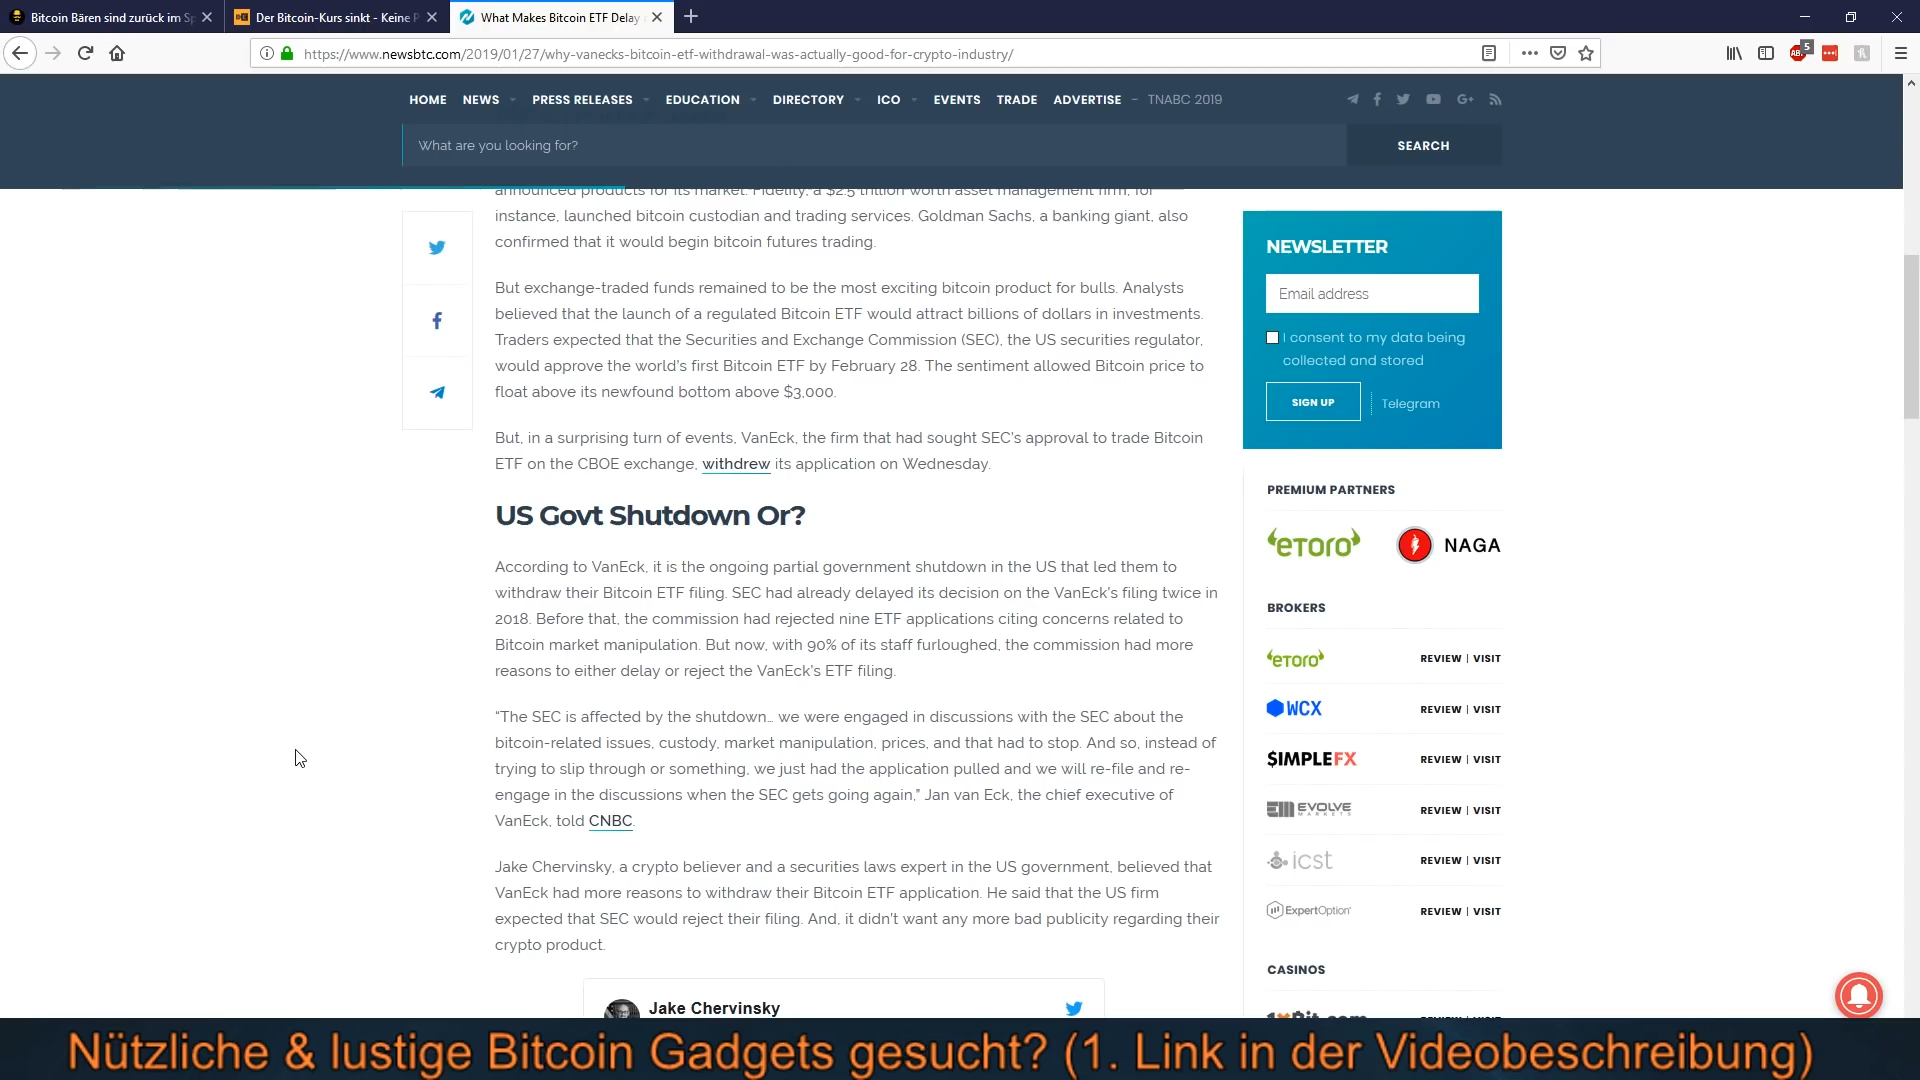 Bitcoin Bären sind zurück im Sp
Der Bitcoin-Kurs sinkt - Keine P
What Makes Bitcoin ETF Delay
https://www.newsbtc.com/2019/01/27/why-vanecks-bitcoin-etf-withdrawal-was-actually-good-for-crypto-industry/
5
HOME NEWS PRESS RELEASES EDUCATION DIRECTORY ICO EVENTS TRADE ADVERTISE – TNABC 2019
What are you looking for?
SEARCH
announced products for its market. Fidelity, a $2.5 trillion worth asset management firm, for
instance, launched bitcoin custodian and trading services. Goldman Sachs, a banking giant, also
confirmed that it would begin bitcoin futures trading.
But exchange-traded funds remained to be the most exciting bitcoin product for bulls. Analysts
believed that the launch of a regulated Bitcoin ETF would attract billions of dollars in investments.
Traders expected that the Securities and Exchange Commission (SEC), the US securities regulator,
would approve the world's first Bitcoin ETF by February 28. The sentiment allowed Bitcoin price to
float above its newfound bottom above $3,000.
But, in a surprising turn of events, VanEck, the firm that had sought SEC's approval to trade Bitcoin
ETF on the CBOE exchange, withdrew its application on Wednesday.
US Govt Shutdown Or?
According to VanEck, it is the ongoing partial government shutdown in the US that led them to
withdraw their Bitcoin ETF filing. SEC had already delayed its decision on the VanEck's filing twice in
2018. Before that, the commission had rejected nine ETF applications citing concerns related to
Bitcoin market manipulation. But now, with 90% of its staff furloughed, the commission had more
reasons to either delay or reject the VanEck's ETF filing.
“The SEC is affected by the shutdown… we were engaged in discussions with the SEC about the
bitcoin-related issues, custody, market manipulation, prices, and that had to stop. And so, instead of
trying to slip through or something, we just had the application pulled and we will re-file and re-
engage in the discussions when the SEC gets going again,” Jan van Eck, the chief executive of
VanEck, told CNBC.
Jake Chervinsky, a crypto believer and a securities laws expert in the US government, believed that
VanEck had more reasons to withdraw their Bitcoin ETF application. He said that the US firm
expected that SEC would reject their filing. And, it didn't want any more bad publicity regarding their
crypto product.
Jake Chervinsky
NEWSLETTER
Email address
I consent to my data being
collected and stored
SIGN UP
Telegram
PREMIUM PARTNERS
eToro
NAGA
BROKERS
eToro REVIEW | VISIT
WCX REVIEW | VISIT
$IMPLEFX REVIEW | VISIT
EVOLVE MARKETS REVIEW | VISIT
icst REVIEW | VISIT
ExpertOption REVIEW | VISIT
CASINOS
Nützliche & lustige Bitcoin Gadgets gesucht? (1. Link in der Videobeschreibung)